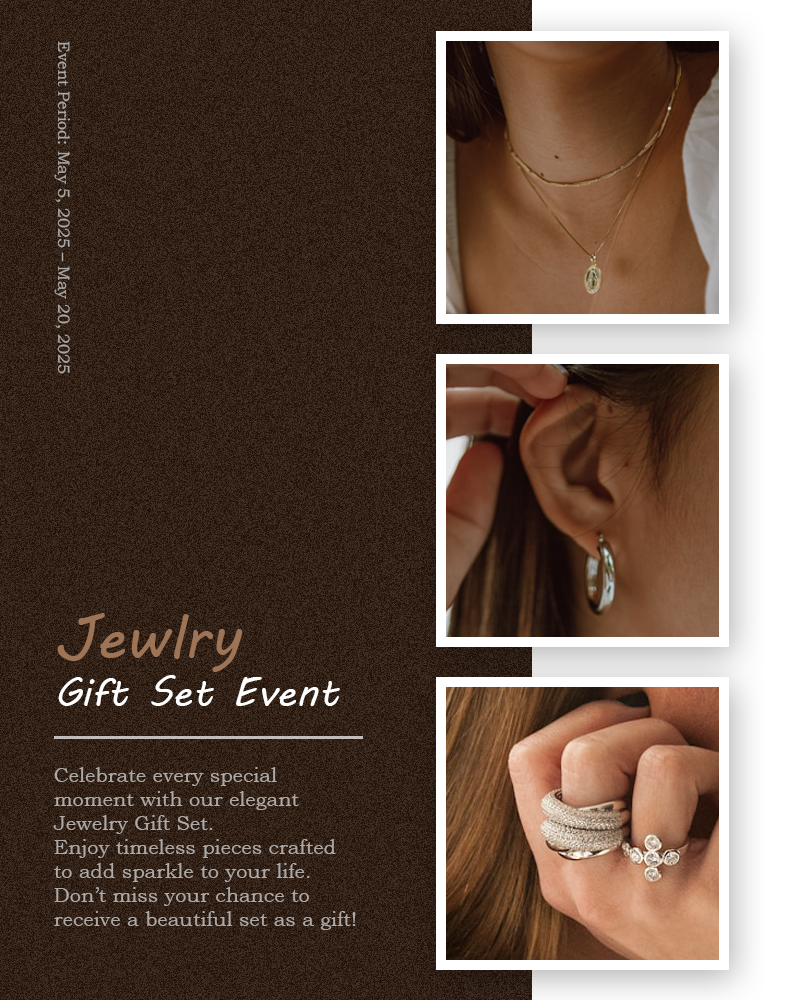 Event Period: May 5, 2025 – May 20, 2025
Jewlry
Gift Set Event
Celebrate every special
moment with our elegant
Jewelry Gift Set.
Enjoy timeless pieces crafted
to add sparkle to your life.
Don’t miss your chance to
receive a beautiful set as a gift!